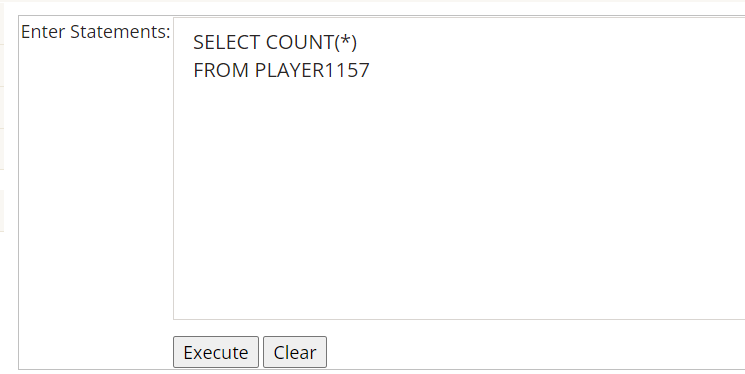 Enter Statements:
SELECT COUNT(*)
FROM PLAYER1157
Execute Clear